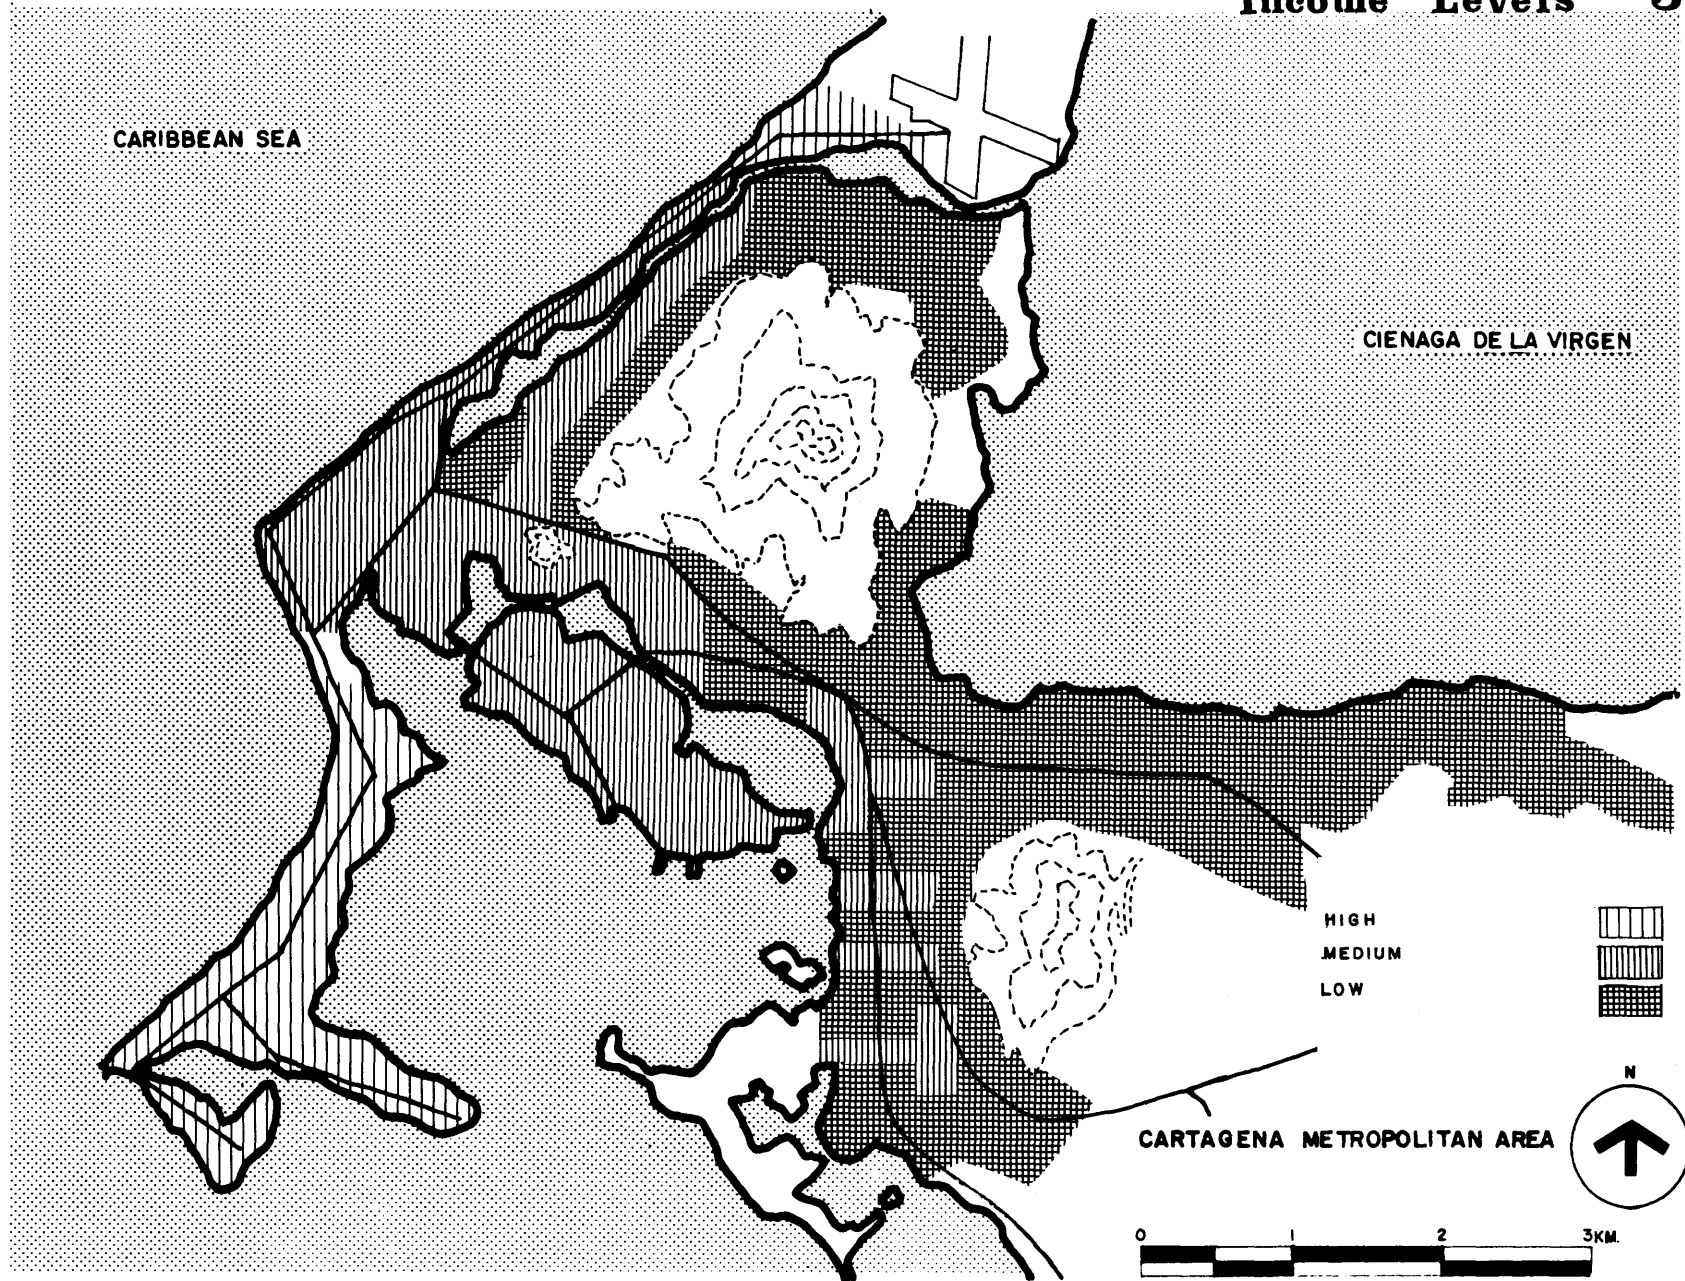 Income Levels
CARIBBEAN SEA
CIENAGA DE LA VIRGEN
HIGH
MEDIUM
LOW
N
CARTAGENA METROPOLITAN AREA
0 1 2 3KM.